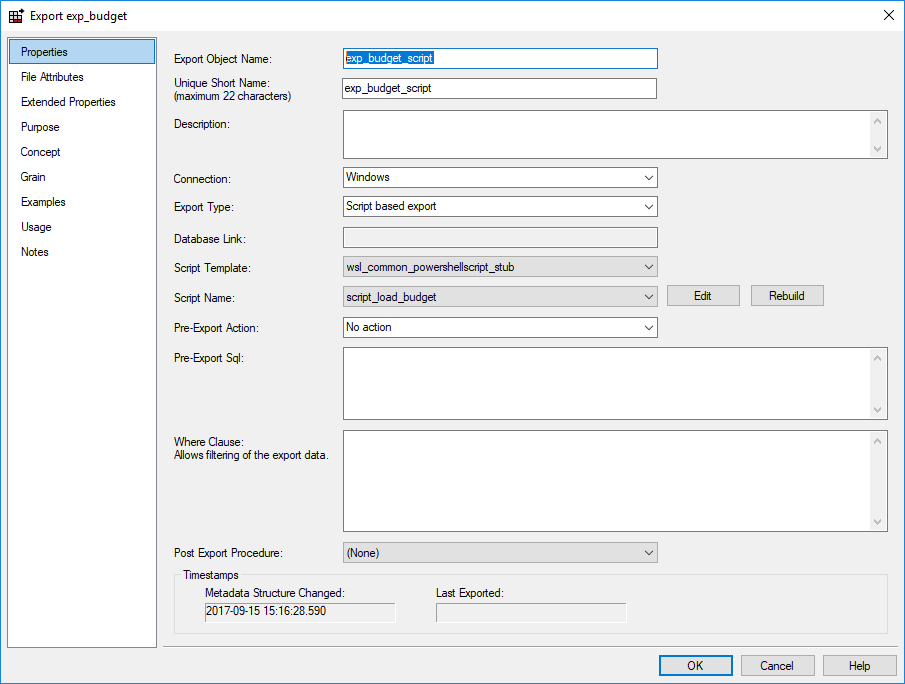 Export exp_budget
Properties
File Attributes
Extended Properties
Purpose
Concept
Grain
Examples
Usage
Notes
Export Object Name:
exp_budget_script
Unique Short Name:
(maximum 22 characters)
exp_budget_script
Description:
Connection:
Windows
Export Type:
Script based export
Database Link:
Script Template:
wsl_common_powershellscript_stub
Script Name:
script_load_budget
Edit
Rebuild
Pre-Export Action:
No action
Pre-Export Sql:
Where Clause:
Allows filtering of the export data.
Post Export Procedure:
(None)
Timestamps
Metadata Structure Changed:
Last Exported:
2017-09-15 15:16:28.590
OK
Cancel
Help